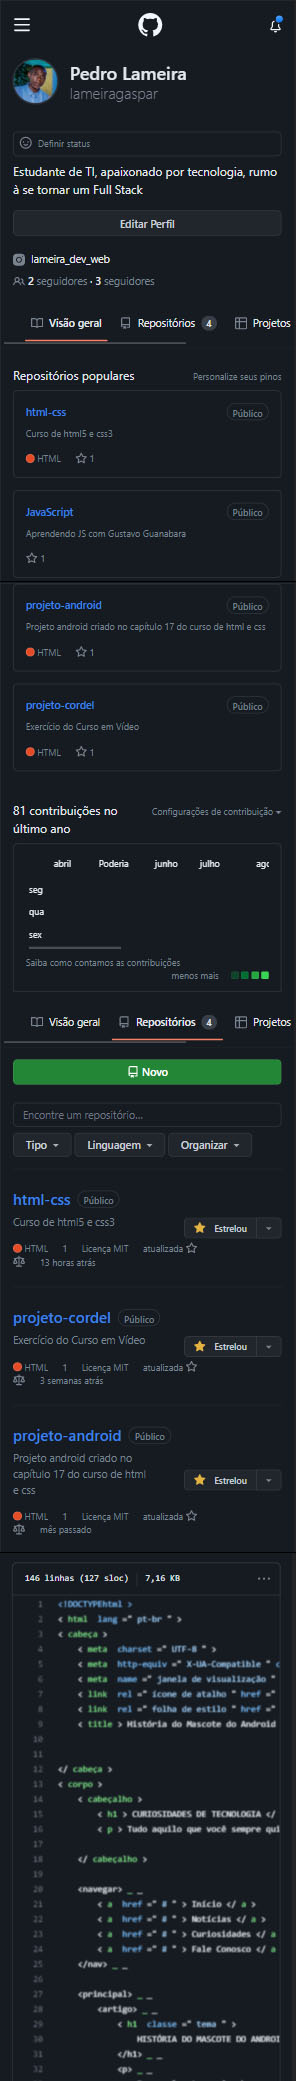 Pedro Lameira
lameiragaspar
Definir status
Estudante de TI, apaixonado por tecnologia, rumo
à se tornar um Full Stack
Editar Perfil
lameira_dev_web
2 seguidores · 3 seguidores
Visão geral Repositórios 4 Projetos
Repositórios populares Personalize seus pinos
html-css Público
Curso de html5 e css3
HTML 1
JavaScript Público
Aprendendo JS com Gustavo Guanabara
1
projeto-android Público
Projeto android criado no capítulo 17 do curso de html e css
HTML 1
projeto-cordel Público
Exercício do Curso em Vídeo
HTML 1
81 contribuições no Configurações de contribuição
último ano
abril Poderia junho julho ago
seg
qua
sex
Saiba como contamos as contribuições
menos mais
Visão geral Repositórios 4 Projetos
Novo
Encontre um repositório...
Tipo Linguagem Organizar
html-css Público
Curso de html5 e css3
Estrelou
HTML 1 Licença MIT atualizada
13 horas atrás
projeto-cordel Público
Exercício do Curso em Vídeo
Estrelou
HTML 1 Licença MIT atualizada
3 semanas atrás
projeto-android Público
Projeto android criado no
capítulo 17 do curso de html
e css
Estrelou
HTML 1 Licença MIT atualizada
mês passado
146 linhas (127 sloc) 7,16 KB
1 <!DOCTYPEhtml >
2 < html lang =" pt-br " >
3 < cabeça >
4 < meta charset =" UTF-8 " >
5 < meta http-equiv =" X-UA-Compatible " <
6 < meta name =" janela de visualização "
7 < link rel =" ícone de atalho " href ="
8 < link rel =" folha de estilo " href ="
9 < title > História do Mascote do Android
10
11
12 </ cabeça >
13 < corpo >
14 < cabeçalho >
15 < h1 > CURIOSIDADES DE TECNOLOGIA </
16 < p > Tudo aquilo que você sempre qui
17
18 </ cabeçalho >
19
20 <navegar> _ _
21 < a href =" # " > Início </ a >
22 < a href =" # " > Notícias </ a >
23 < a href =" # " > Curiosidades </ a
24 < a href =" # " > Fale Conosco </ a
25 </nav> _ _
26
27 <principal> _ _
28 <artigo> _ _
29 < h1 classe =" tema " >
30 HISTÓRIA DO MASCOTE DO ANDROI
31 </h1> _ _
32 <p> _ _